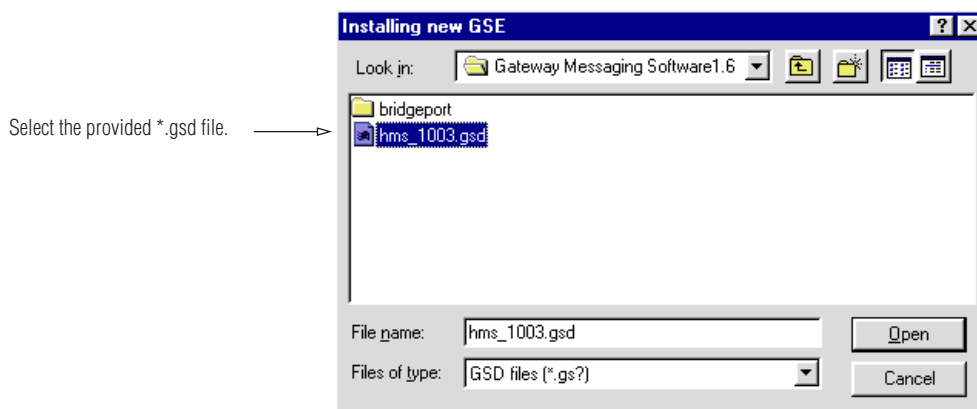 Installing new GSE
Look in:
Gateway Messaging Software1.6
bridgeport
Select the provided *.gsd file.
hms_1003.gsd
File name:
hms_1003.gsd
Open
Files of type:
GSD files (*.gs?)
Cancel